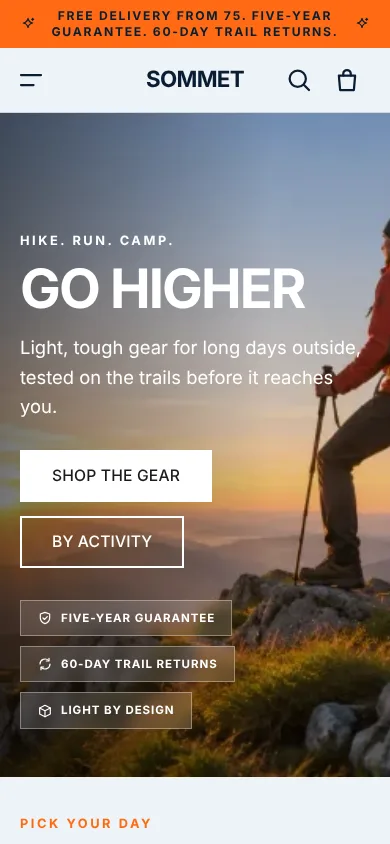 FREE DELIVERY FROM 75. FIVE-YEAR
GUARANTEE. 60-DAY TRAIL RETURNS.
SOMMET
HIKE. RUN. CAMP.
GO HIGHER
Light, tough gear for long days outside,
tested on the trails before it reaches
you.
SHOP THE GEAR
BY ACTIVITY
FIVE-YEAR GUARANTEE
60-DAY TRAIL RETURNS
LIGHT BY DESIGN
PICK YOUR DAY